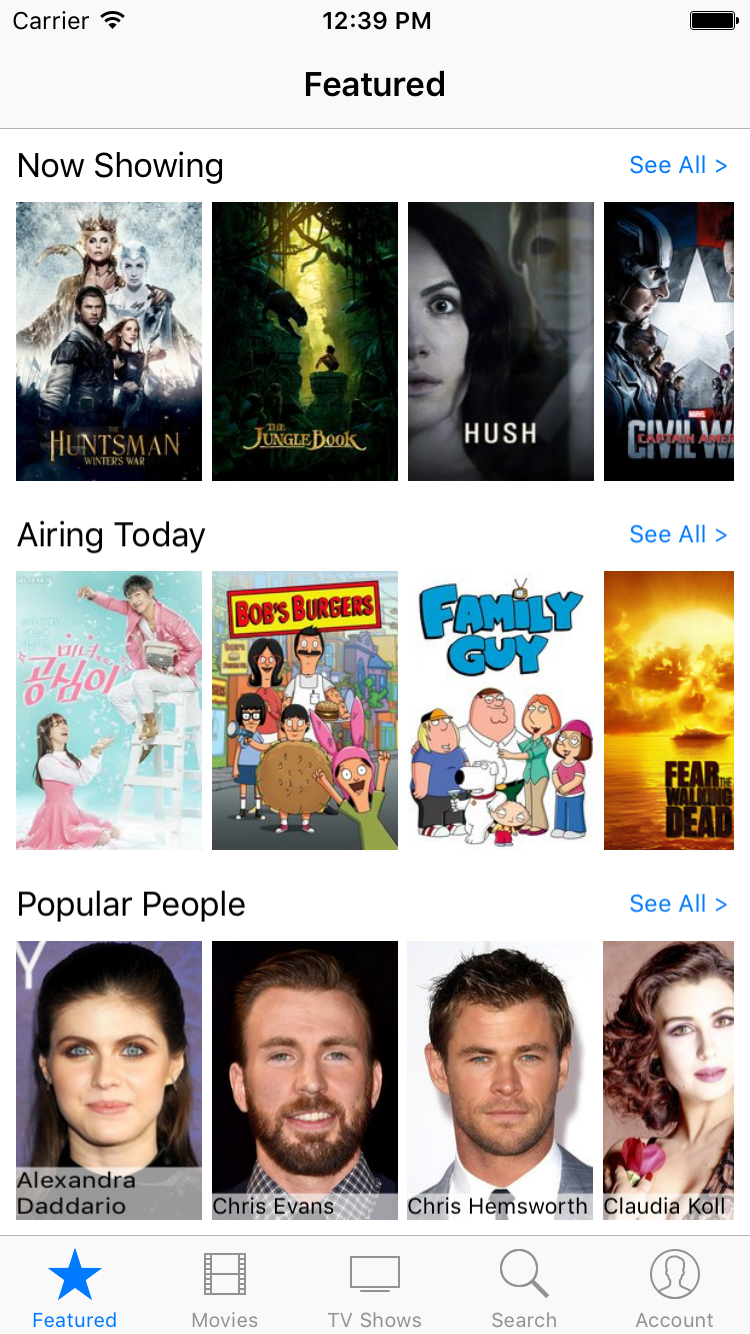 Carrier 12:39 PM
Featured
Now Showing See All >
THE
HUNTSMAN
WINTER'S WAR
THE
JUNGLE BOOK
HUSH
MARVEL
CAPTAIN AMER
CIVIL WA
Airing Today See All >
미녀
공심이
BOB'S BURGERS
FAMILY
GUY
FEAR THE
WALKING
DEAD
Popular People See All >
Y
Alexandra
Daddario
Chris Evans
Chris Hemsworth
Claudia Koll
Featured
Movies
TV Shows
Search
Account